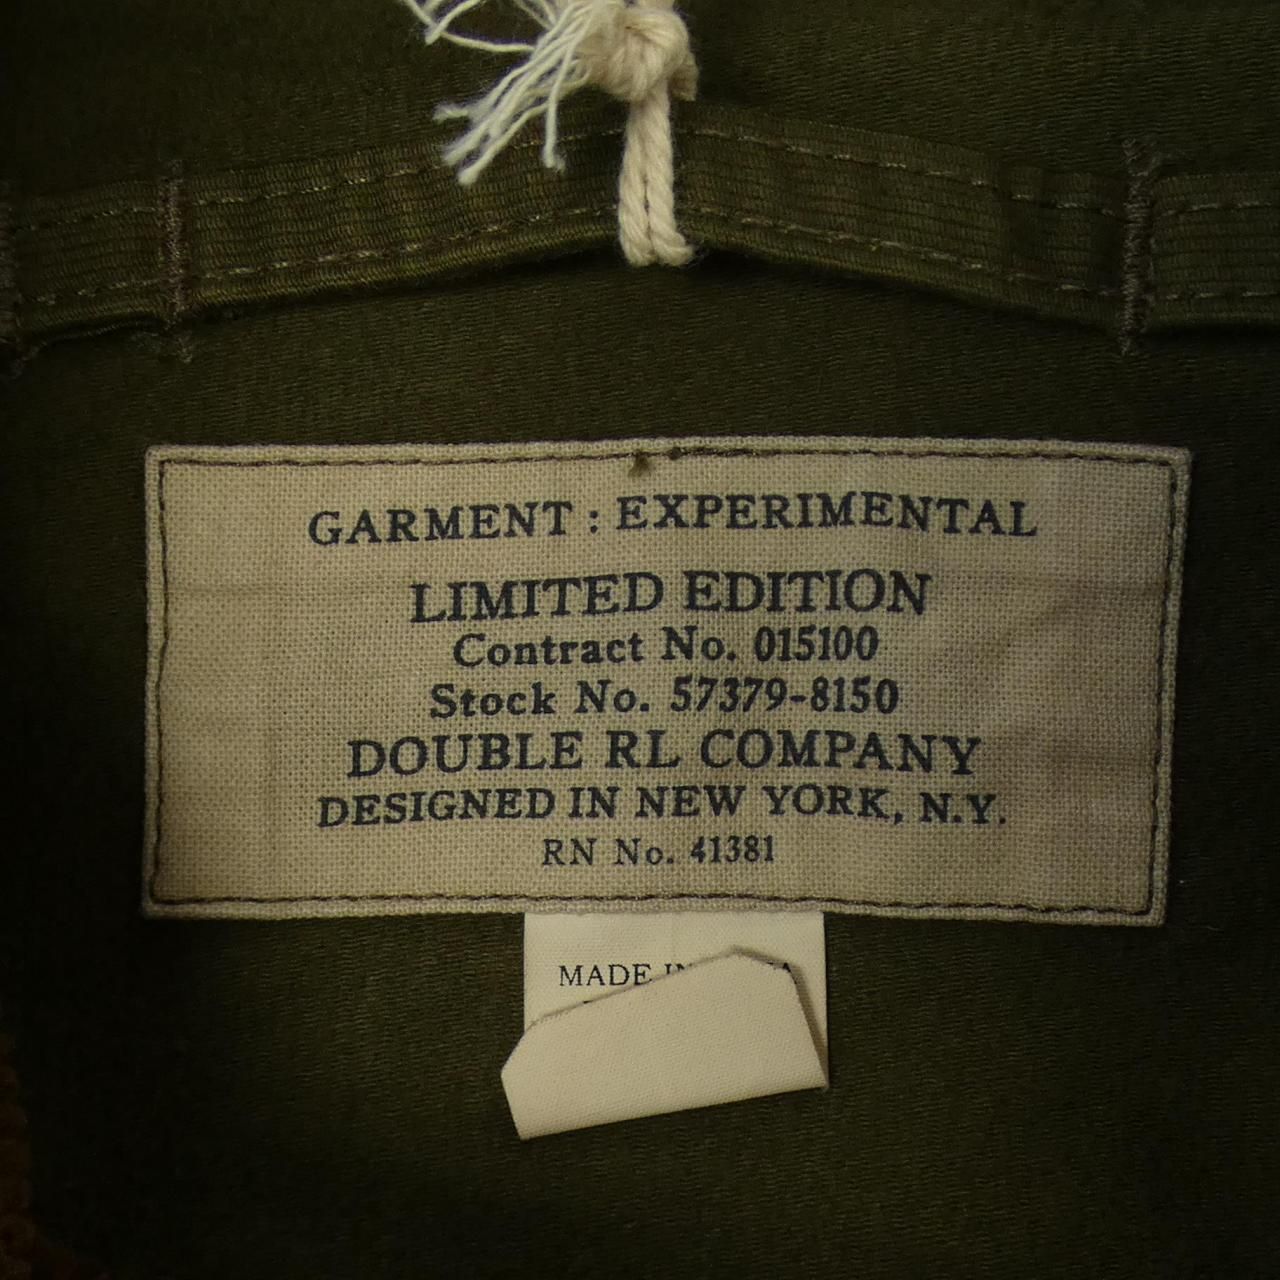 GARMENT : EXPERIMENTAL
LIMITED EDITION
Contract No. 015100
Stock No. 57379-8150
DOUBLE RL COMPANY
DESIGNED IN NEW YORK, N.Y.
RN No. 41381
MADE IN